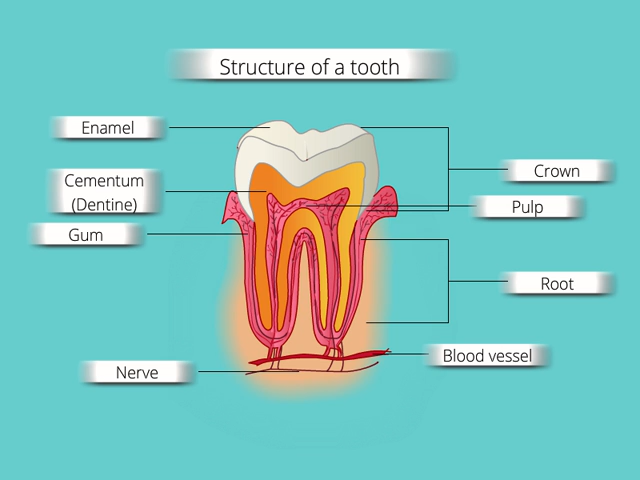 Structure of a tooth
Enamel
Cementum
(Dentine)
Gum
Nerve
Crown
Pulp
Root
Blood vessel